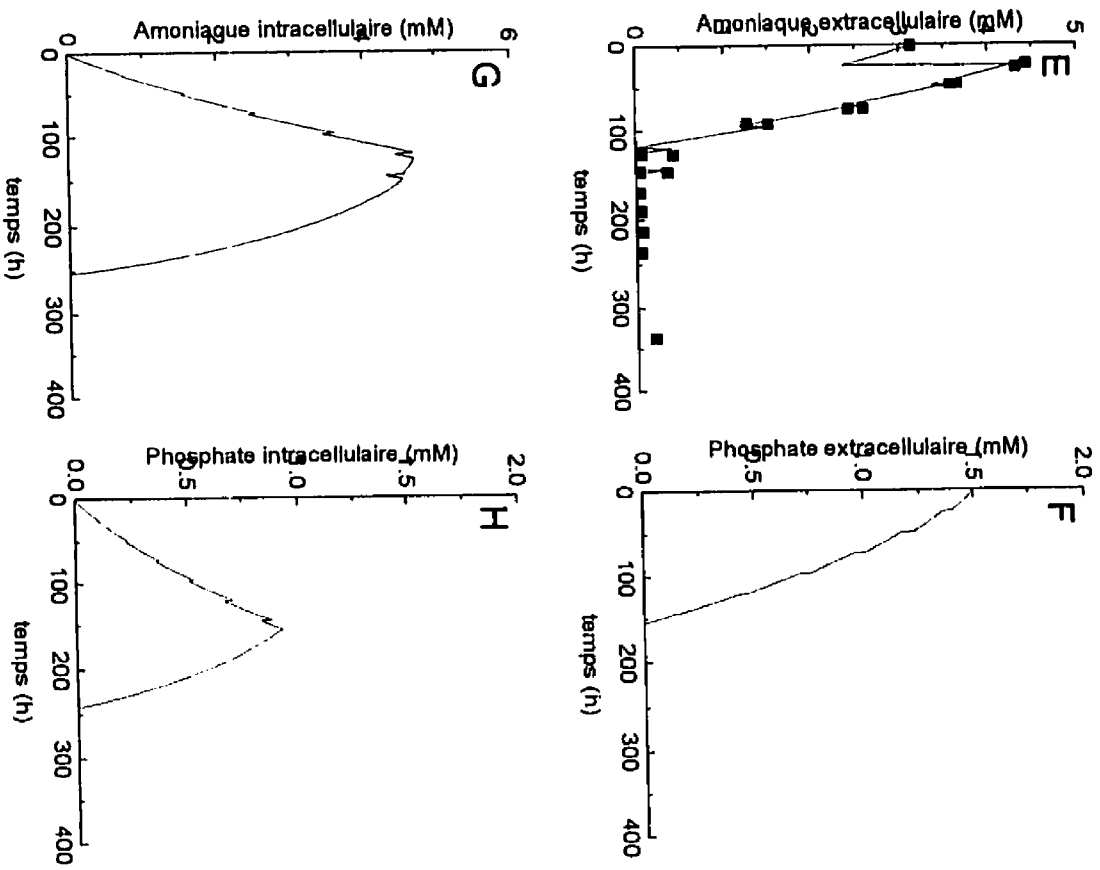 E
Amoniaque extracellulaire (mM)
5
4
3
2
1
0
0 100 200 300 400
temps (h)
F
Phosphate extracellulaire (mM)
2.0
1.5
1.0
0.5
0.0
0 100 200 300 400
temps (h)
G
Amoniaque intracellulaire (mM)
6
4
2
0
0 100 200 300 400
temps (h)
H
Phosphate intracellulaire (mM)
2.0
1.5
1.0
0.5
0.0
0 100 200 300 400
temps (h)